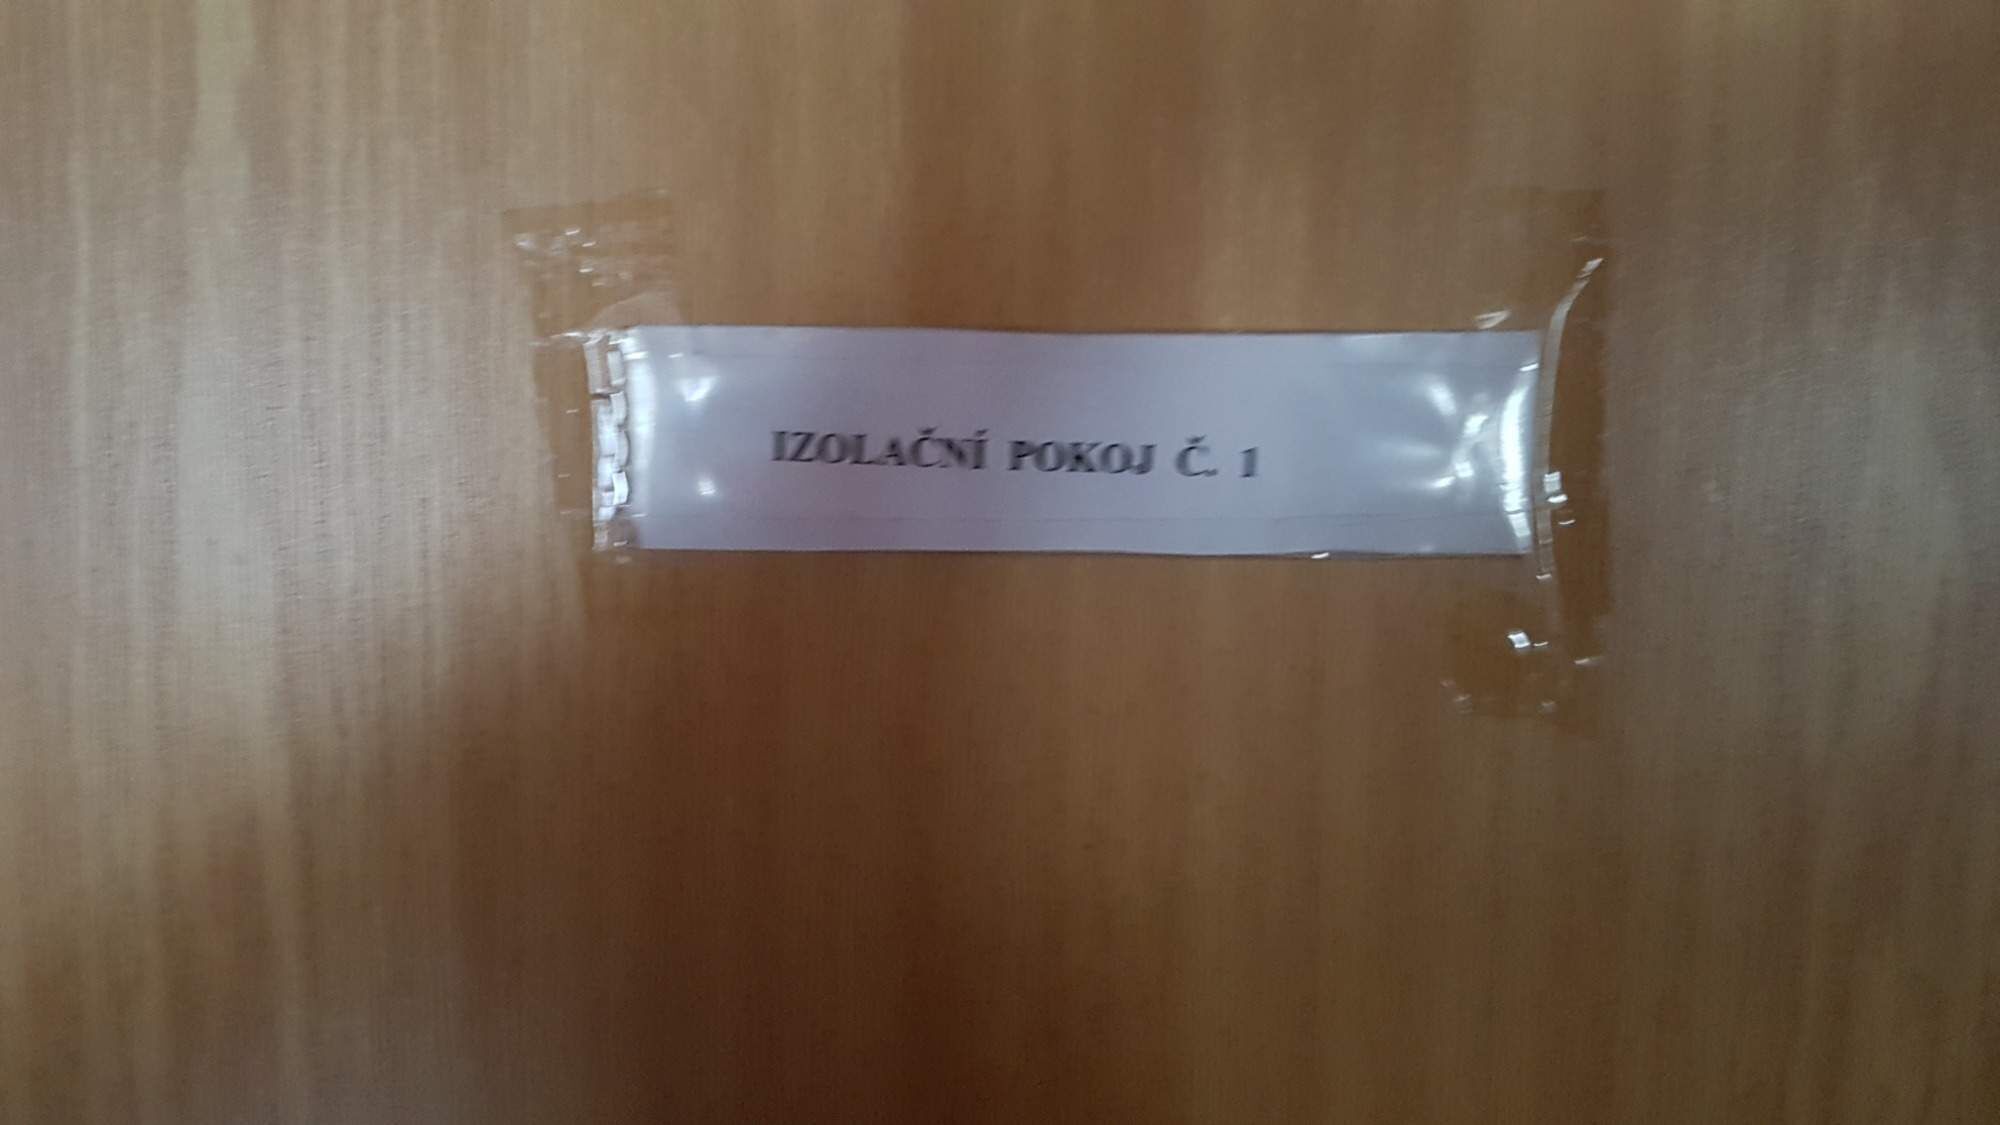 IZOLAČNÍ POKOJ Č. 1